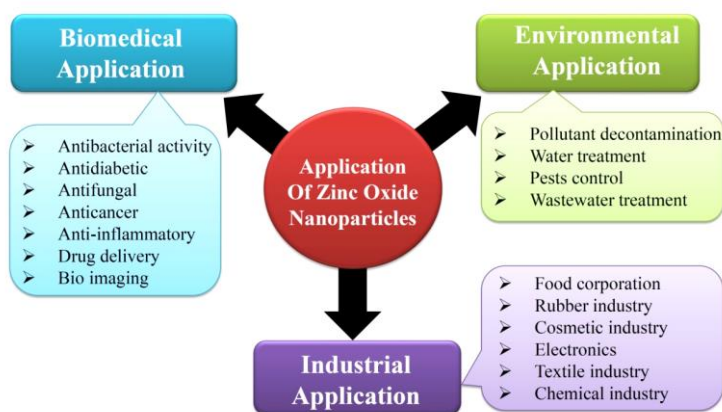 Biomedical
Application
Environmental
Application
Antibacterial activity
Antidiabetic
Antifungal
Anticancer
Anti-inflammatory
Drug delivery
Bio imaging
Application
Of Zinc Oxide
Nanoparticles
Pollutant decontamination
Water treatment
Pests control
Wastewater treatment
Industrial
Application
Food corporation
Rubber industry
Cosmetic industry
Electronics
Textile industry
Chemical industry